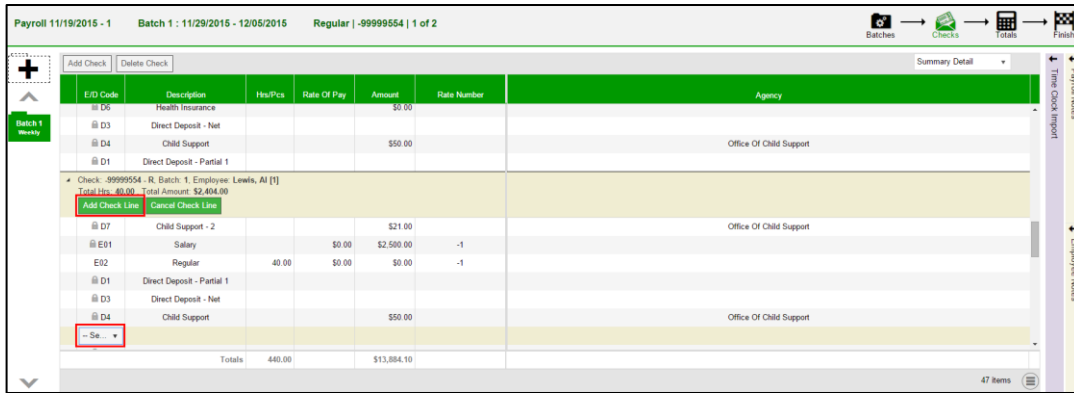 Payroll 11/19/2015 - 1 Batch 1 : 11/29/2015 - 12/05/2015 Regular | -99999554 | 1 of 2
Batches Checks Totals Finish
Add Check Delete Check Summary Detail
E/D Code Description Hrs/Pcs Rate Of Pay Amount Rate Number Agency
D6 Health Insurance $0.00
Batch 1
Weekly
D3 Direct Deposit - Net
D4 Child Support $50.00 Office Of Child Support
D1 Direct Deposit - Partial 1
Check: -99999554 - R, Batch: 1, Employee: Lewis, Al [1]
Total Hrs: 40.00 Total Amount: $2,404.00
Add Check Line Cancel Check Line
D7 Child Support - 2 $21.00 Office Of Child Support
E01 Salary $0.00 $2,500.00 -1
E02 Regular 40.00 $0.00 $0.00 -1
D1 Direct Deposit - Partial 1
D3 Direct Deposit - Net
D4 Child Support $50.00 Office Of Child Support
-- Se...
Totals 440.00 $13,884.10
47 items
Time Clock Import
Payroll Notes
Employee Notes